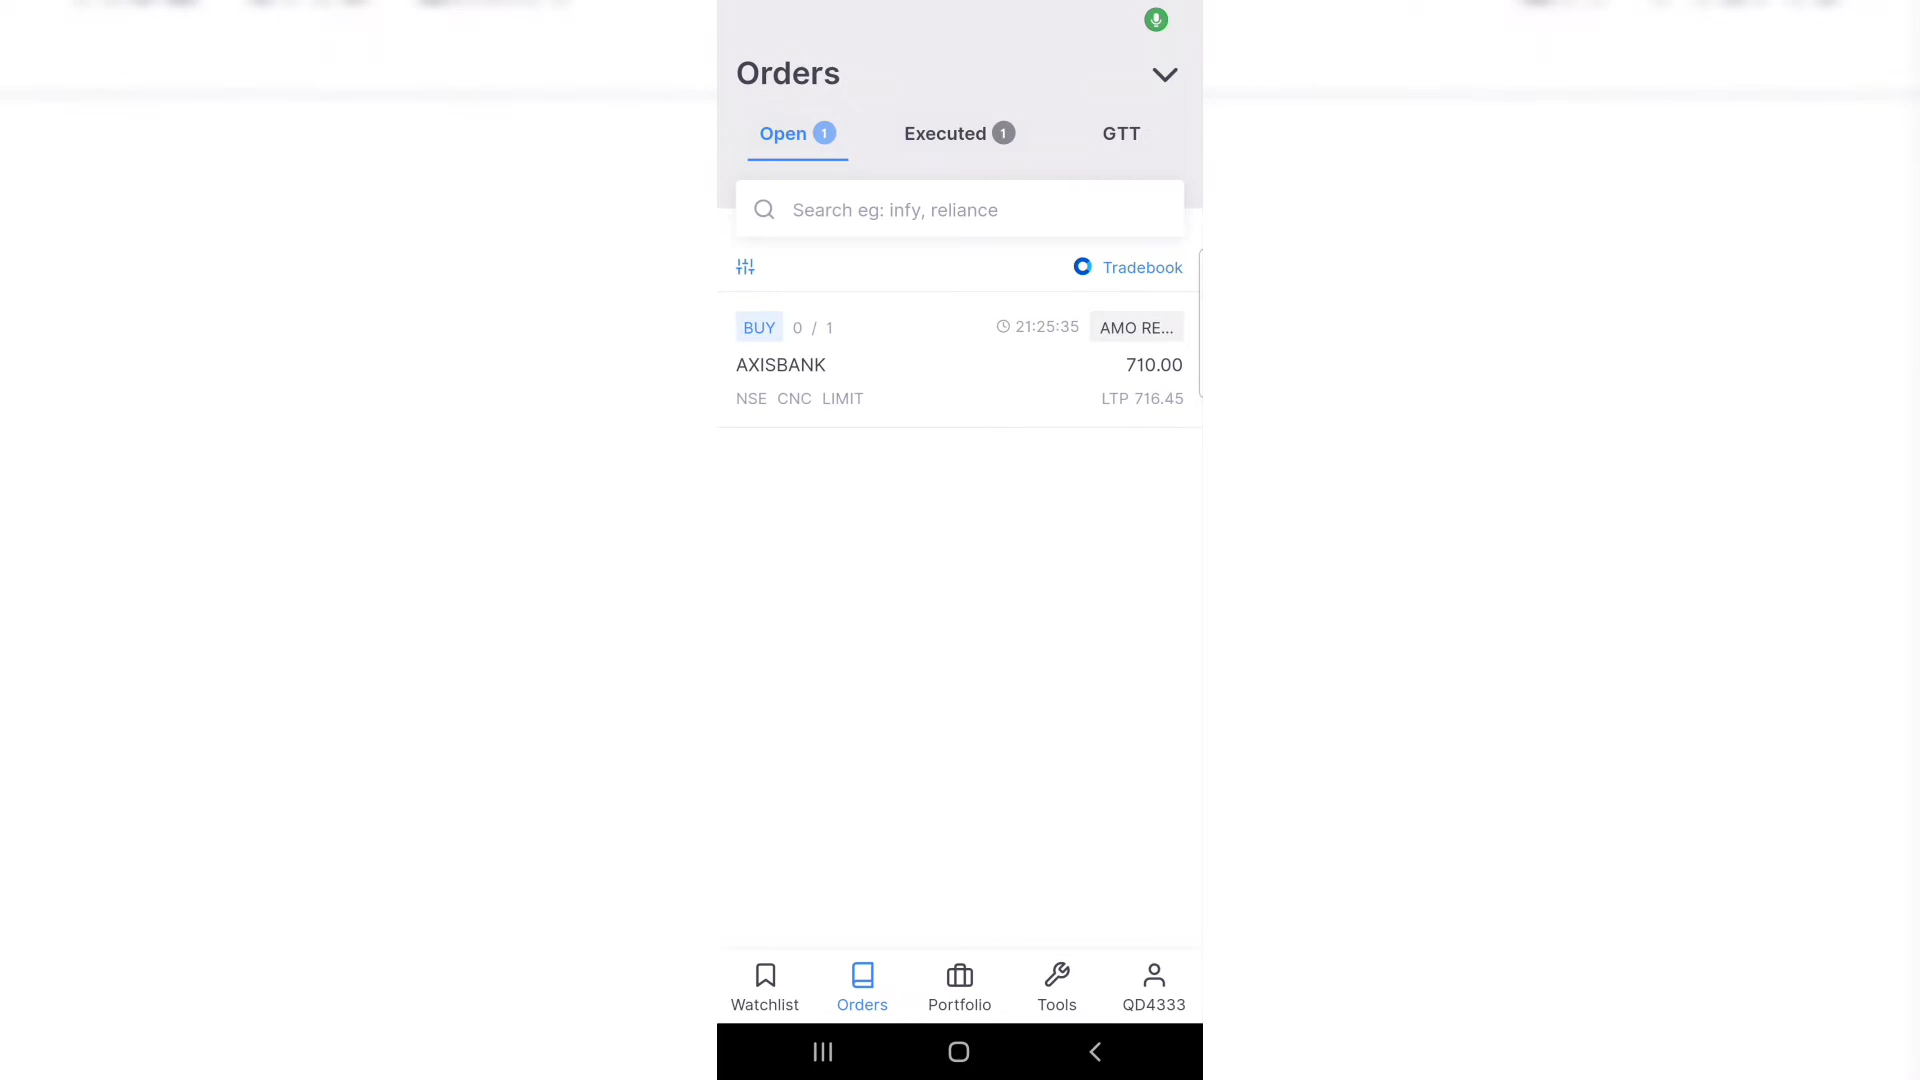 Orders
Open 1 Executed 1 GTT
Search eg: infy, reliance
Tradebook
BUY 0 / 1 21:25:35 AMO RE...
AXISBANK 710.00
NSE CNC LIMIT LTP 716.45
Watchlist Orders Portfolio Tools QD4333